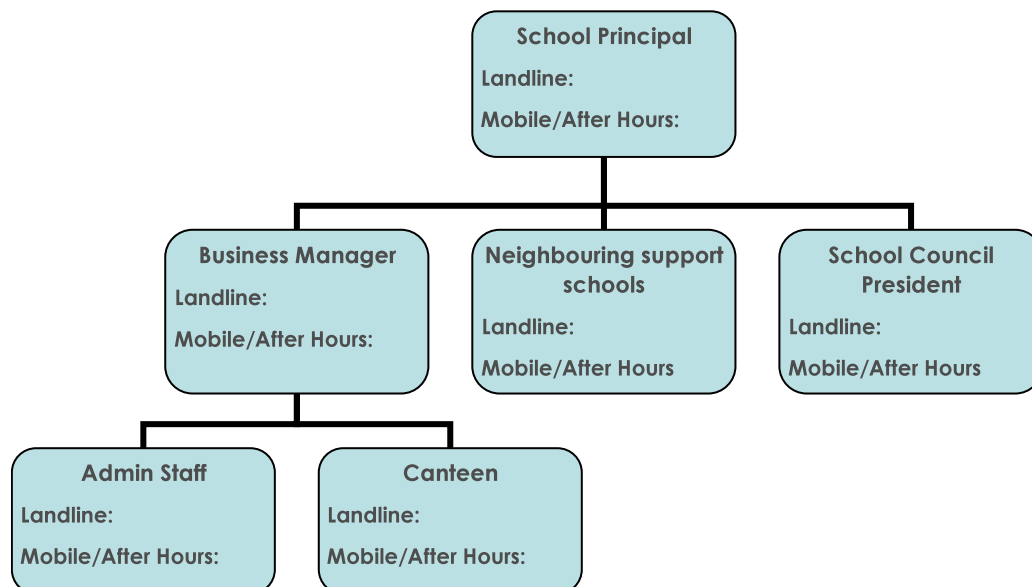 School Principal
Landline:
Mobile/After Hours:
Business Manager
Landline:
Mobile/After Hours:
Neighbouring support
schools
Landline:
Mobile/After Hours
School Council
President
Landline:
Mobile/After Hours
Admin Staff
Landline:
Mobile/After Hours:
Canteen
Landline:
Mobile/After Hours: